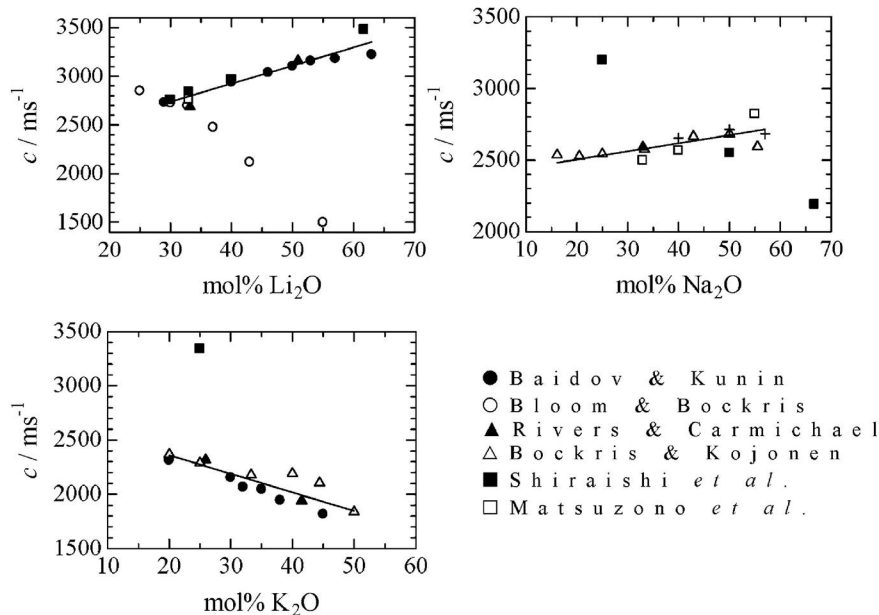 3500
3000
2500
2000
1500
c / ms⁻¹
20 30 40 50 60 70
mol% Li₂O
3500
3000
2500
2000
c / ms⁻¹
10 20 30 40 50 60 70
mol% Na₂O
3500
3000
2500
2000
1500
c / ms⁻¹
10 20 30 40 50 60
mol% K₂O
Baidov & Kunin
Bloom & Bockris
Rivers & Carmichael
Bockris & Kojonen
Shiraishi et al.
Matsuzono et al.